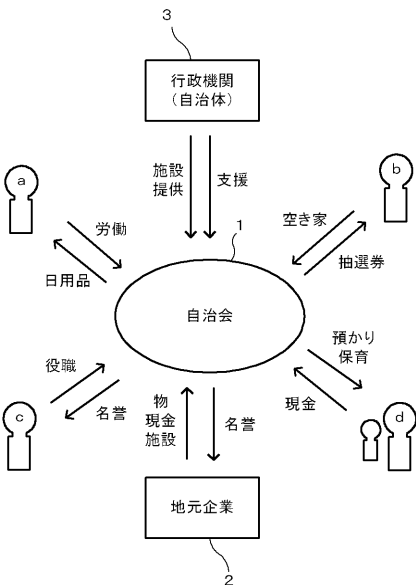 3
行政機関
(自治体)
a
b
施設
提供
支援
労働
日用品
空き家
抽選券
1
自治会
役職
名誉
物
現金
施設
名誉
預かり
保育
現金
c
d
地元企業
2